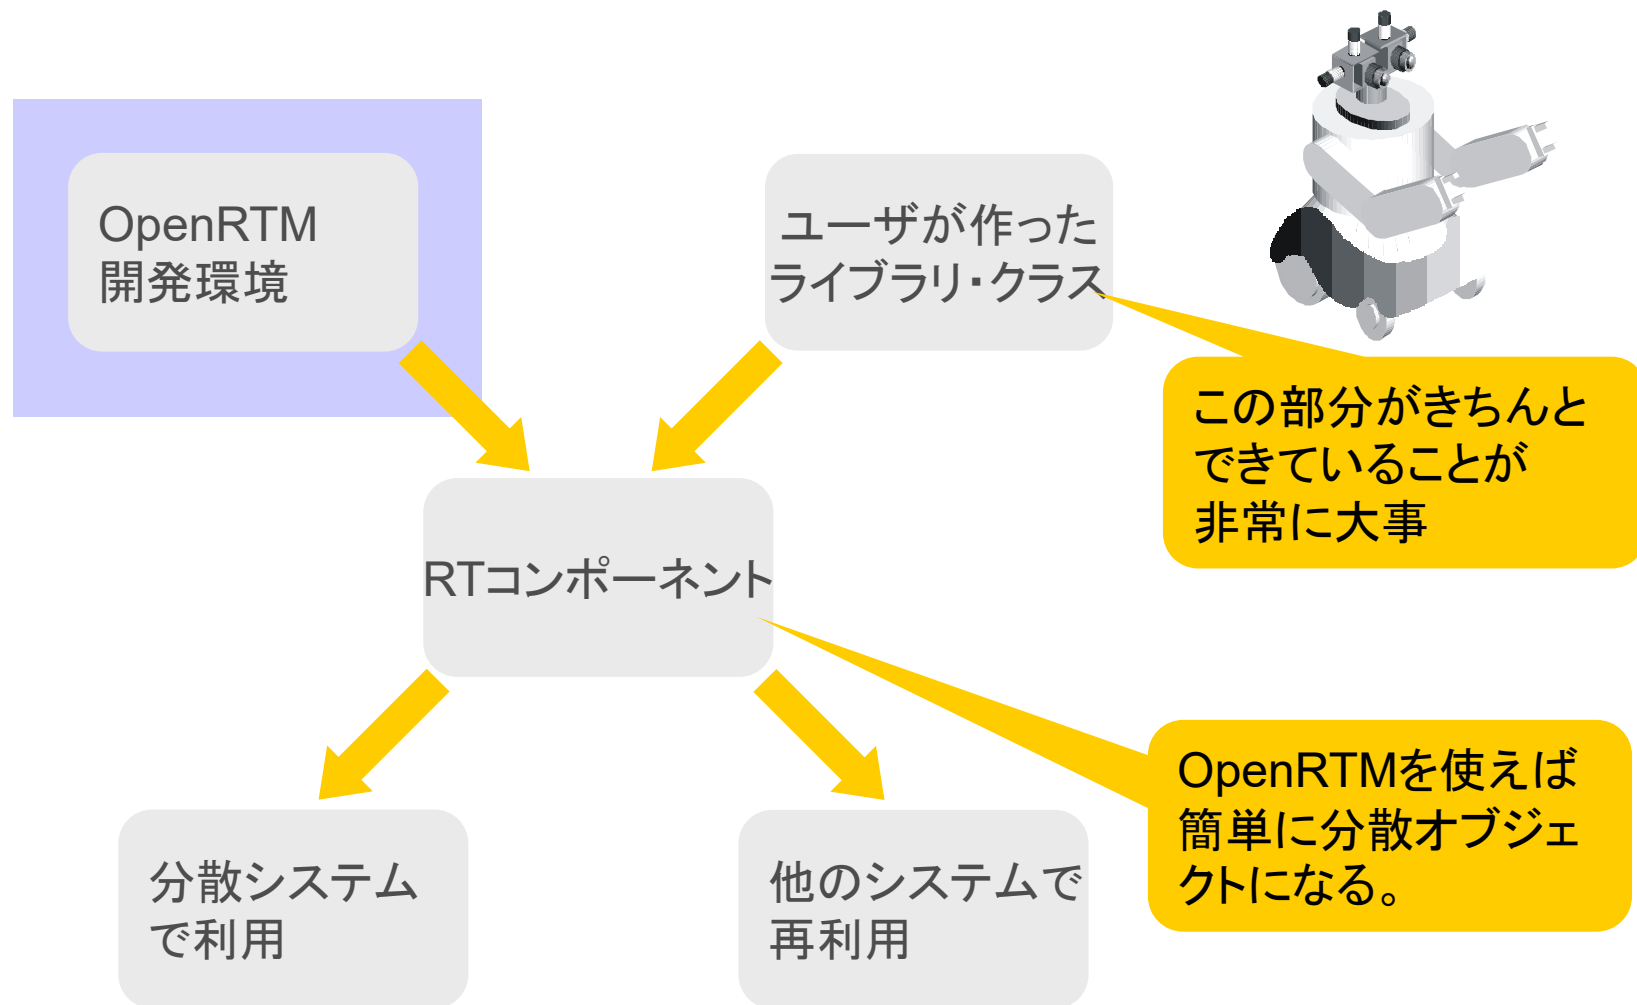 OpenRTM
開発環境
ユーザが作った
ライブラリ・クラス
この部分がきちんと
できていることが
非常に大事
RTコンポーネント
OpenRTMを使えば
簡単に分散オブジェ
クトになる。
分散システム
で利用
他のシステムで
再利用